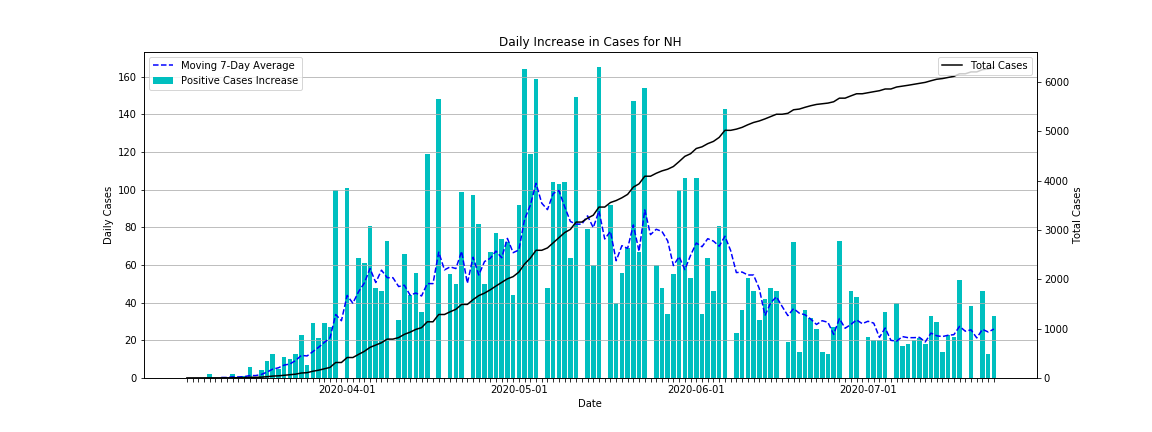 Daily Increase in Cases for NH
Moving 7-Day Average
Positive Cases Increase
Total Cases
160
140
120
100
80
60
40
20
0
6000
5000
4000
3000
2000
1000
0
Daily Cases
Total Cases
2020-04-01
2020-05-01
2020-06-01
2020-07-01
Date